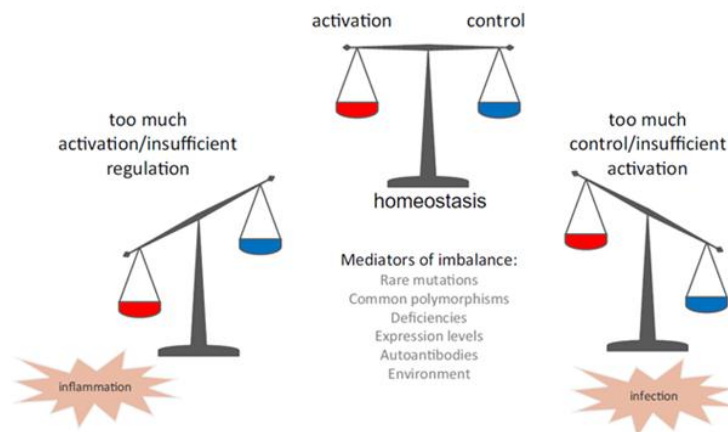 activation control
too much
activation/insufficient
regulation
too much
control/insufficient
activation
homeostasis
Mediators of imbalance:
Rare mutations
Common polymorphisms
Deficiencies
Expression levels
Autoantibodies
Environment
inflammation
infection